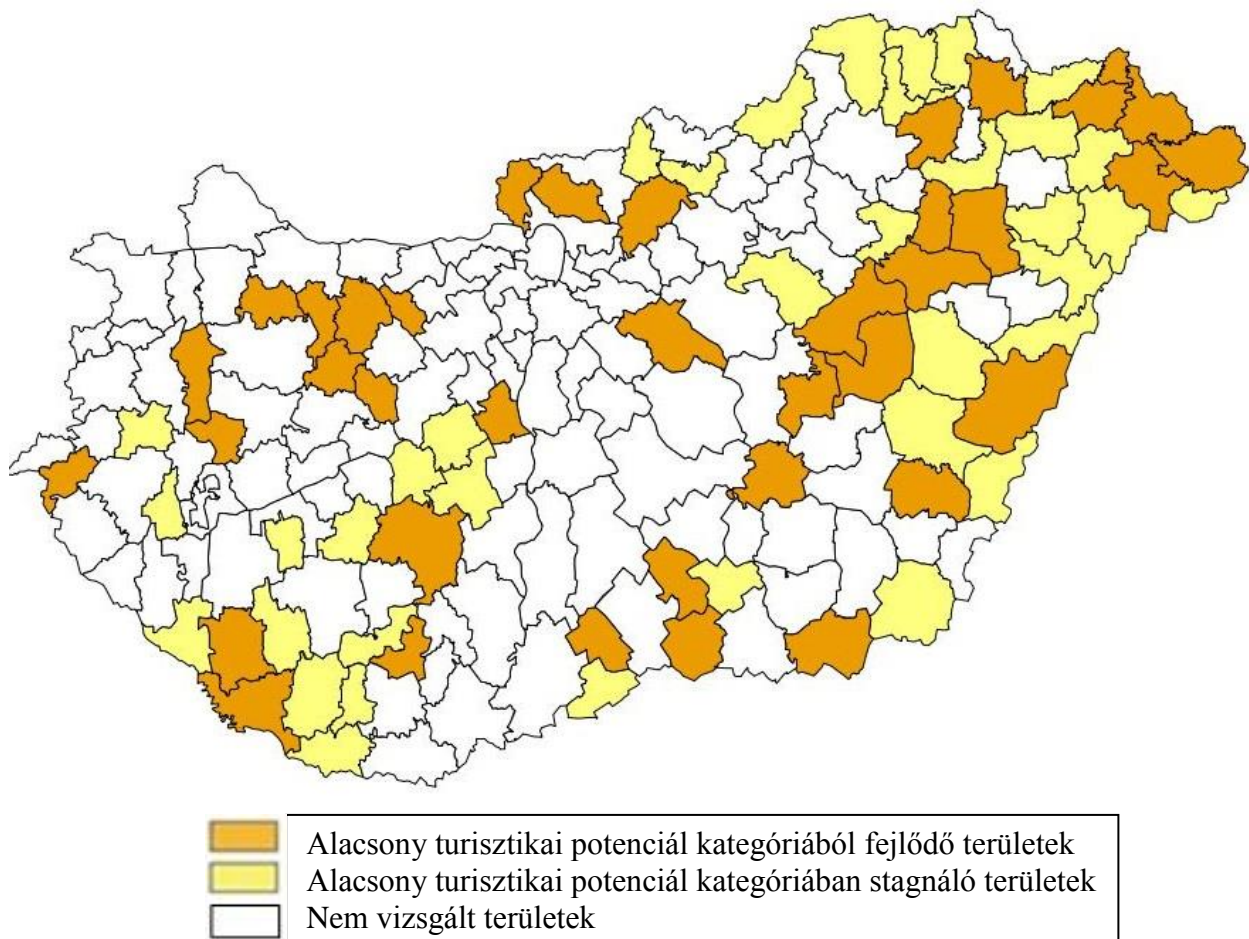 Alacsony turisztikai potenciál kategóriából fejlődő területek
Alacsony turisztikai potenciál kategóriában stagnáló területek
Nem vizsgált területek